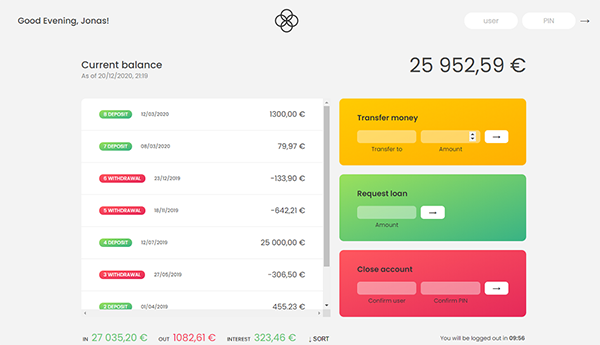 Good Evening, Jonas!
user
PIN
→
Current balance
As of 20/12/2020, 21:19
25 952,59 €
8 DEPOSIT 12/03/2020 1300,00 €
7 DEPOSIT 08/03/2020 79,97 €
6 WITHDRAWAL 23/12/2019 -133,90 €
5 WITHDRAWAL 18/11/2019 -642,21 €
4 DEPOSIT 12/07/2019 25 000,00 €
3 WITHDRAWAL 27/05/2019 -306,50 €
2 DEPOSIT 01/04/2019 455,23 €
Transfer money
→
Transfer to Amount
Request loan
→
Amount
Close account
→
Confirm user Confirm PIN
IN 27 035,20 € OUT 1082,61 € INTEREST 323,46 € ↓ SORT
You will be logged out in 09:56